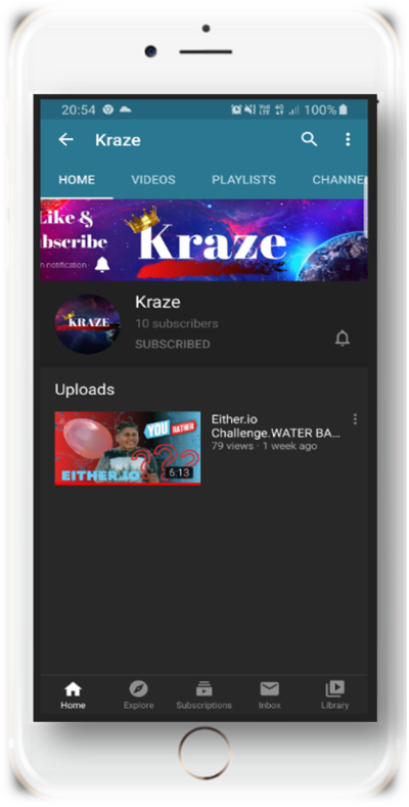 20:54
100%
Kraze
HOME VIDEOS PLAYLISTS CHANNE
Like &
bscribe
n notification
Kraze
KRAZE
Kraze
10 subscribers
SUBSCRIBED
Uploads
YOU RATHER
EITHER.IO
???
6:13
Either.io
Challenge.WATER BA...
79 views · 1 week ago
Home Explore Subscriptions Inbox Library